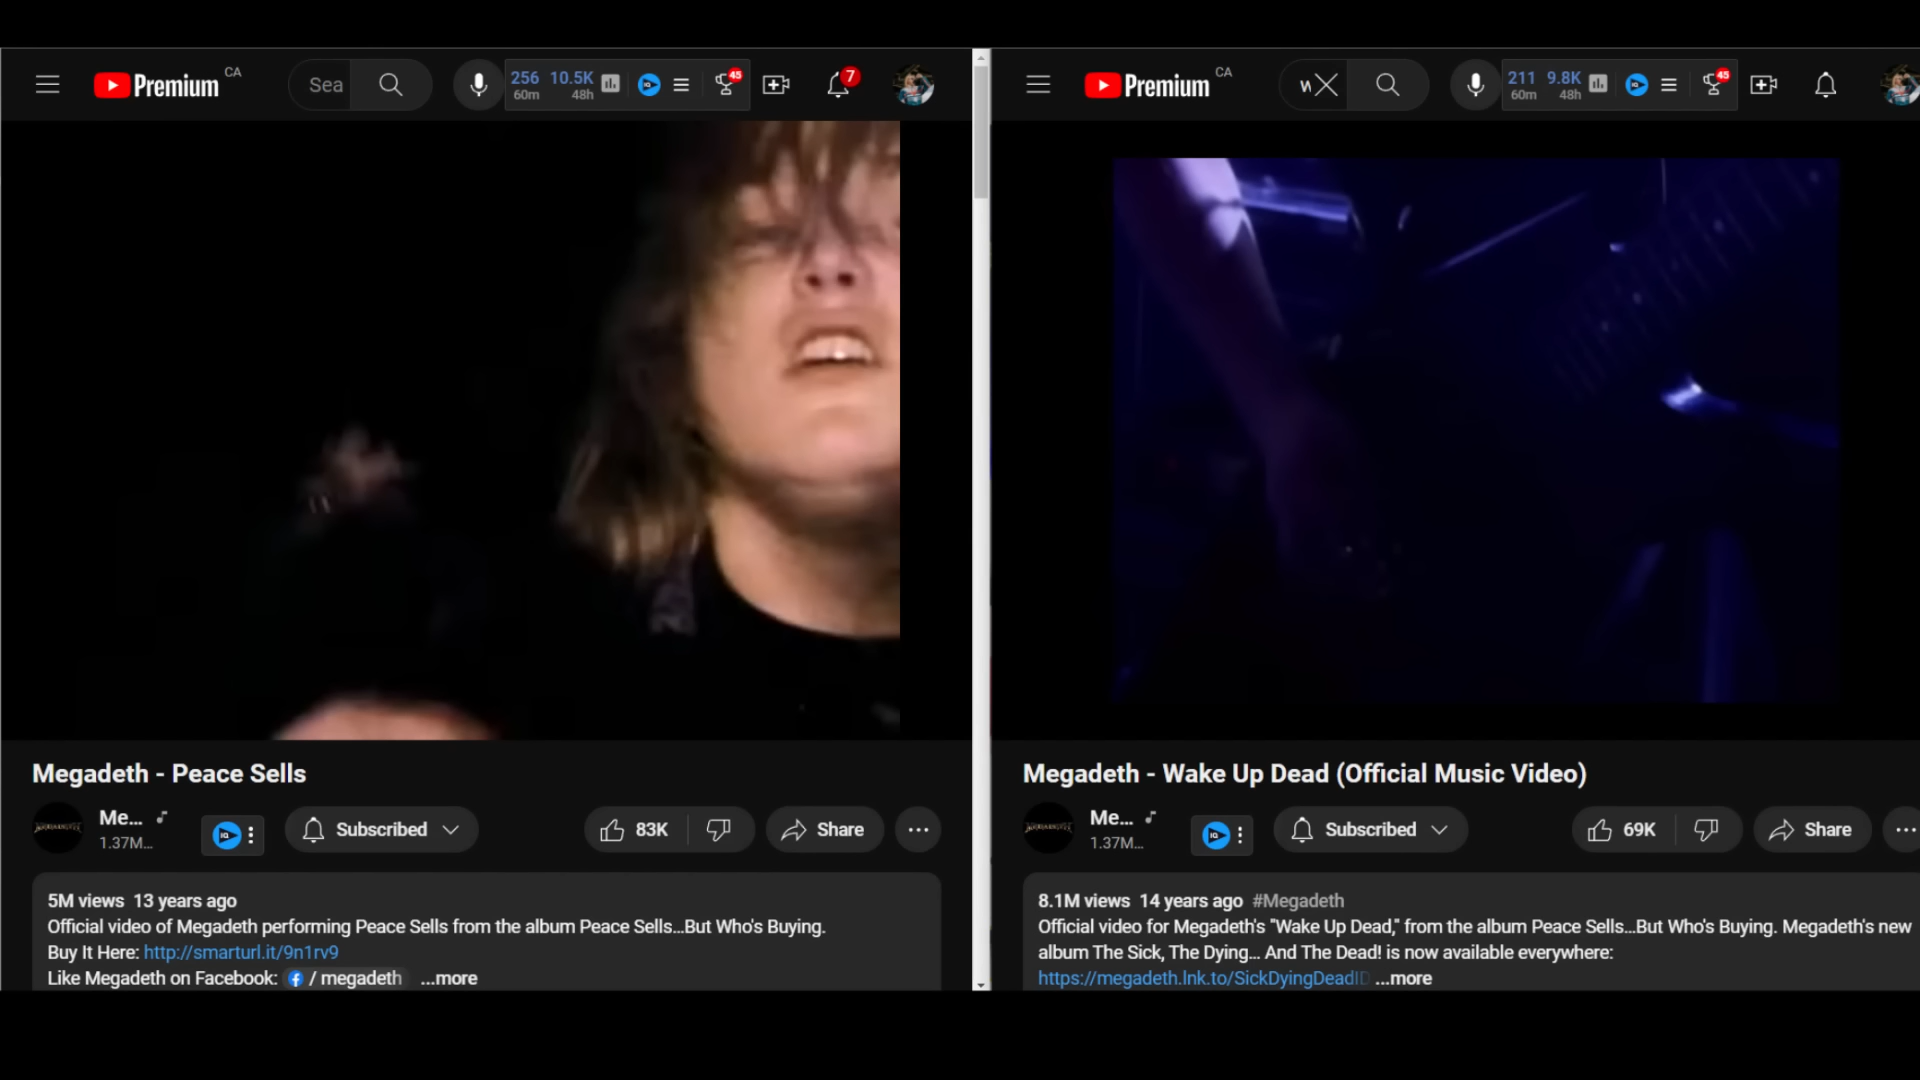 Premium CA
Sea
256 10.5K
60m 48h
45
7
Megadeth - Peace Sells
Me...
1.37M...
IQ
Subscribed
83K
Share
5M views 13 years ago
Official video of Megadeth performing Peace Sells from the album Peace Sells...But Who's Buying.
Buy It Here: http://smarturl.it/9n1rv9
Like Megadeth on Facebook: / megadeth ...more
Premium CA
211 9.8K
60m 48h
45
Megadeth - Wake Up Dead (Official Music Video)
Me...
1.37M...
IQ
Subscribed
69K
Share
8.1M views 14 years ago #Megadeth
Official video for Megadeth's "Wake Up Dead," from the album Peace Sells...But Who's Buying. Megadeth's new
album The Sick, The Dying... And The Dead! is now available everywhere:
https://megadeth.lnk.to/SickDyingDeadID ...more